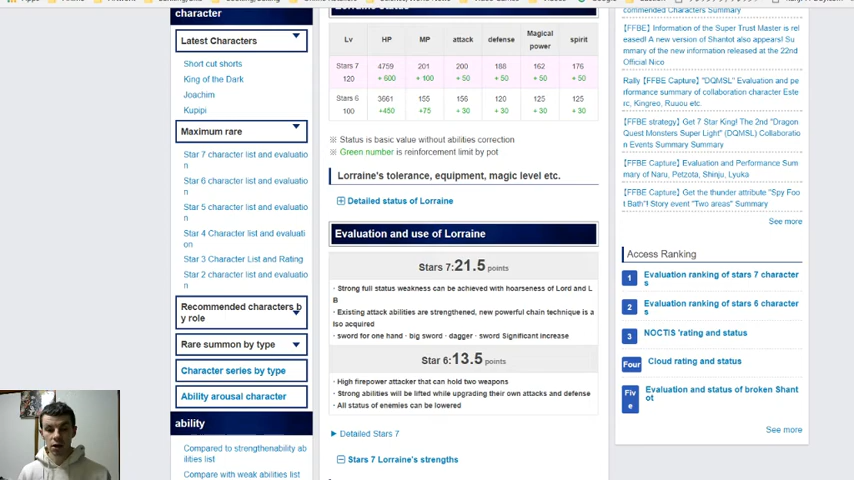 character
Latest Characters
Short cut shorts
King of the Dark
Joachim
Kupipi
Maximum rare
Star 7 character list and evaluatio
n
Star 6 character list and evaluatio
n
Star 5 character list and evaluatio
n
Star 4 Character list and evaluati
on
Star 3 Character List and Rating
Star 2 character list and evaluatio
n
Recommended characters b
y role
Rare summon by type
Character series by type
Ability arousal character
ability
Compared to strengthenability ab
ilities list
Compare with weak abilities list
Lv HP MP attack defense Magical power spirit
Stars 7 120 4759 + 600 201 + 100 200 + 50 188 + 50 162 + 50 176 + 50
Stars 6 100 3661 +450 155 +75 156 + 30 120 + 30 125 + 30 125 + 30
※ Status is basic value without abilities correction
※ Green number is reinforcement limit by pot
Lorraine's tolerance, equipment, magic level etc.
Detailed status of Lorraine
Evaluation and use of Lorraine
Stars 7:21.5 points
· Strong full status weakness can be achieved with hoarseness of Lord and L
B
· Existing attack abilities are strengthened, new powerful chain technique is a
lso acquired
· sword for one hand · big sword · dagger · sword Significant increase
Star 6:13.5 points
· High firepower attacker that can hold two weapons
· Strong abilities will be lifted while upgrading their own attacks and defense
· All status of enemies can be lowered
▶ Detailed Stars 7
Stars 7 Lorraine's strengths
commended Characters Summary
【FFBE】 Information of the Super Trust Master is rel
eased! A new version of Shantot also appears! Su
mmary of the new information released at the 22nd
Official Nico
Rally【FFBE Capture】 "DQMSL" Evaluation and pe
rformance summary of collaboration character Este
rc, Kingreo, Ruuou etc.
【FFBE strategy】 Get 7 Star King! The 2nd "Dragon
Quest Monsters Super Light" (DQMSL) Collaboratio
n Events Summary Summary
【FFBE Capture】 Evaluation and Performance Sum
mary of Naru, Petzota, Shinju, Lyuka
【FFBE Capture】 Get the thunder attribute "Spy Foo
t Bath"! Story event "Two areas" Summary
See more
Access Ranking
1 Evaluation ranking of stars 7 character
s
2 Evaluation ranking of stars 6 character
s
3 NOCTIS 'rating and status
Four Cloud rating and status
Five Evaluation and status of broken Shant
ot
See more